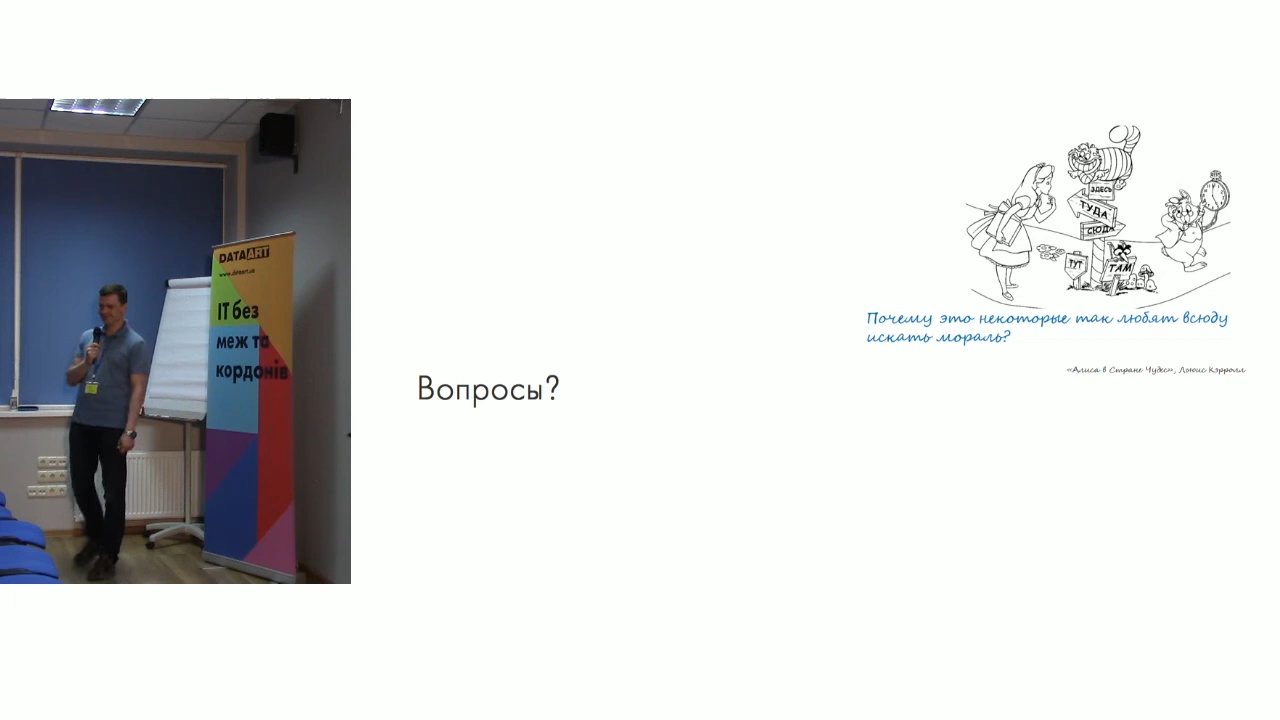 DATAART
www.dataart.ua
IT без
меж та
кордонів
Вопросы?
ЗДЕСЬ
ТУДА
СЮДА
ТУТ
ТАМ
Почему это некоторые так любят всюду
искать мораль?
«Алиса в Стране Чудес», Льюис Кэрролл